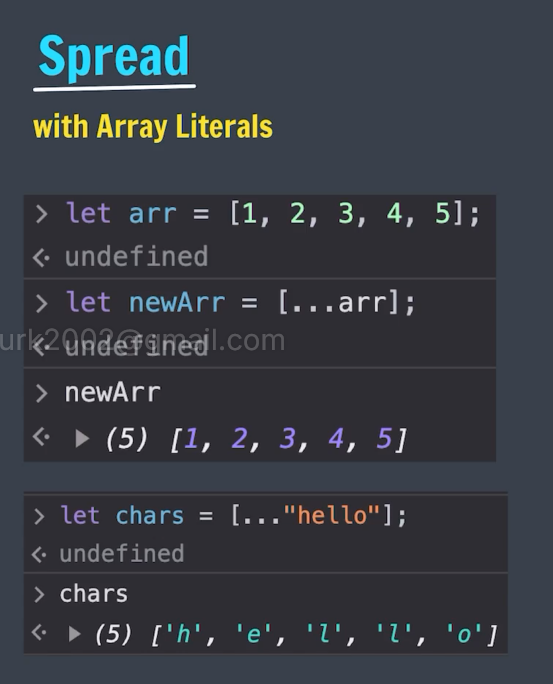 Spread
with Array Literals
> let arr = [1, 2, 3, 4, 5];
<· undefined
> let newArr = [...arr];
<· undefined
urk2002@gmail.com
> newArr
<· ▶ (5) [1, 2, 3, 4, 5]
> let chars = [..."hello"];
<· undefined
> chars
<· ▶ (5) ['h', 'e', 'l', 'l', 'o']